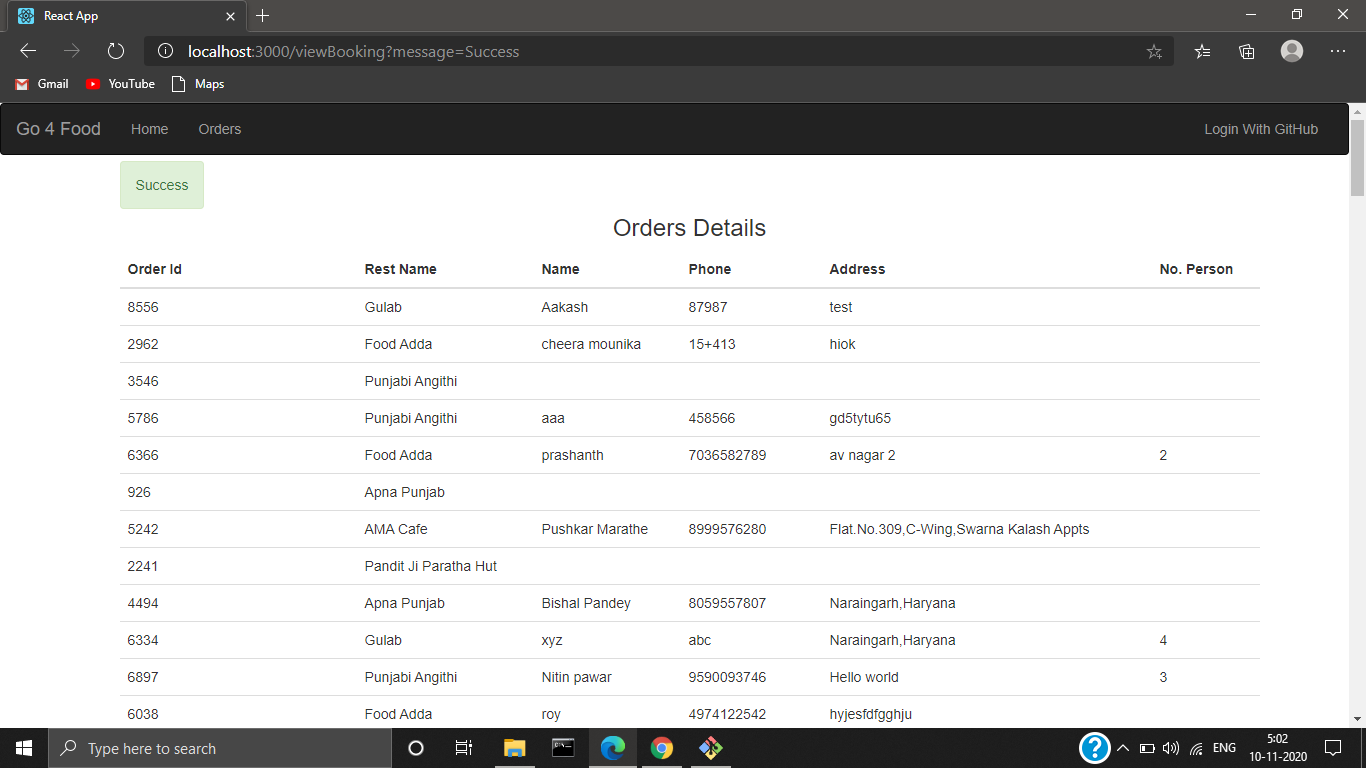 React App
localhost:3000/viewBooking?message=Success
Gmail YouTube Maps
Go 4 Food Home Orders Login With GitHub
Success
Orders Details
Order Id Rest Name Name Phone Address No. Person
8556 Gulab Aakash 87987 test
2962 Food Adda cheera mounika 15+413 hiok
3546 Punjabi Angithi
5786 Punjabi Angithi aaa 458566 gd5tytu65
6366 Food Adda prashanth 7036582789 av nagar 2 2
926 Apna Punjab
5242 AMA Cafe Pushkar Marathe 8999576280 Flat.No.309,C-Wing,Swarna Kalash Appts
2241 Pandit Ji Paratha Hut
4494 Apna Punjab Bishal Pandey 8059557807 Naraingarh,Haryana
6334 Gulab xyz abc Naraingarh,Haryana 4
6897 Punjabi Angithi Nitin pawar 9590093746 Hello world 3
6038 Food Adda roy 4974122542 hyjesfdfgghju
Type here to search
ENG
5:02
10-11-2020